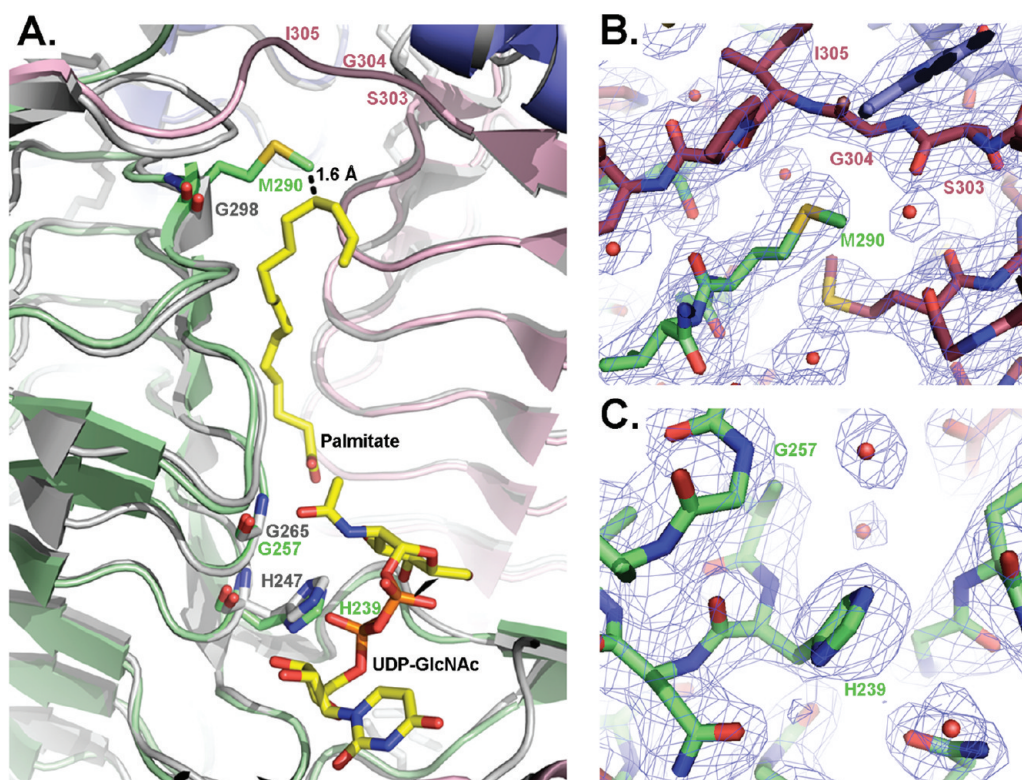 A.
I305
G304
S303
M290
1.6 Å
G298
Palmitate
G265
G257
H247
H239
UDP-GlcNAc
B.
I305
G304
S303
M290
C.
G257
H239